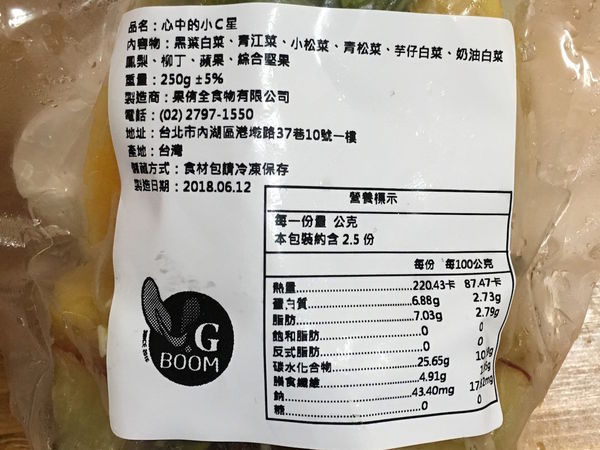 品名：心中的小C星
內容物：黑葉白菜、青江菜、小松菜、青松菜、芋仔白菜、奶油白菜
鳳梨、柳丁、蘋果、綜合堅果
重量：250g ±5%
製造商：果侑全食物有限公司
電話：(02) 2797-1550
地址：台北市內湖區港墘路37巷10號一樓
產地：台灣
儲藏方式：食材包請冷凍保存
製造日期：2018.06.12
營養標示
每一份量 公克
本包裝約含 2.5 份
每份 每100公克
熱量 220.43卡 87.47卡
蛋白質 6.88g 2.73g
脂肪 7.03g 2.79g
飽和脂肪 0 0
反式脂肪 0 0
碳水化合物 25.65g
膳食纖維 4.91g
鈉 43.40mg
糖 0 0
G
BOOM